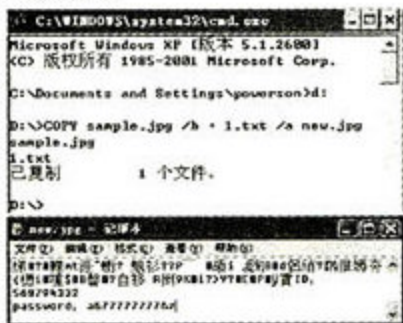 C:\WINDOWS\system32\cmd.exe
Microsoft Windows XP [版本 5.1.2600]
(C) 版权所有 1985-2001 Microsoft Corp.
C:\Documents and Settings\powerson>d:
D:\>COPY sample.jpg /b + 1.txt /a new.jpg
sample.jpg
1.txt
已复制 1 个文件。
D:\>
new.jpg - 记事本
文件(F) 编辑(E) 格式(O) 查看(V) 帮助(H)
ID,
password,